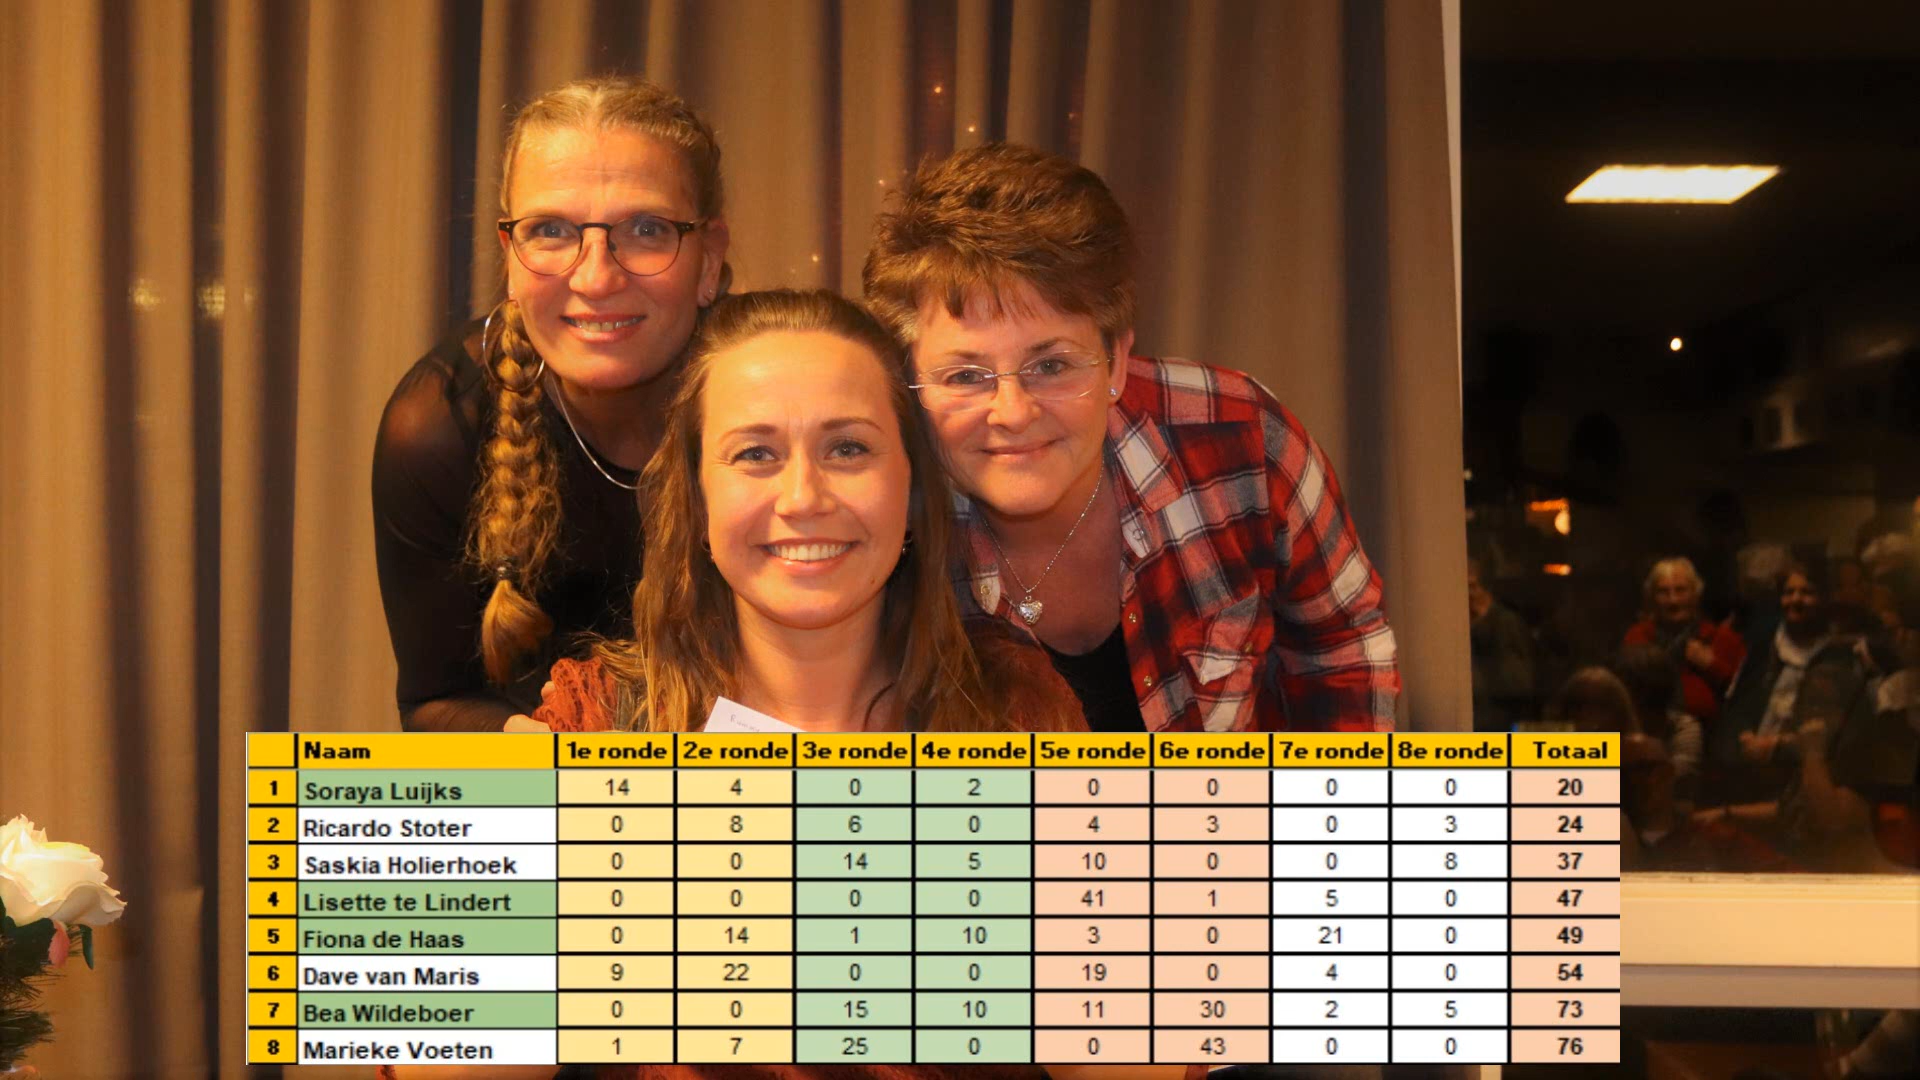 Naam 1e ronde 2e ronde 3e ronde 4e ronde 5e ronde 6e ronde 7e ronde 8e ronde Totaal
1 Soraya Luijks 14 4 0 2 0 0 0 0 20
2 Ricardo Stoter 0 8 6 0 4 3 0 3 24
3 Saskia Holierhoek 0 0 14 5 10 0 0 8 37
4 Lisette te Lindert 0 0 0 0 41 1 5 0 47
5 Fiona de Haas 0 14 1 10 3 0 21 0 49
6 Dave van Maris 9 22 0 0 19 0 4 0 54
7 Bea Wildeboer 0 0 15 10 11 30 2 5 73
8 Marieke Voeten 1 7 25 0 0 43 0 0 76